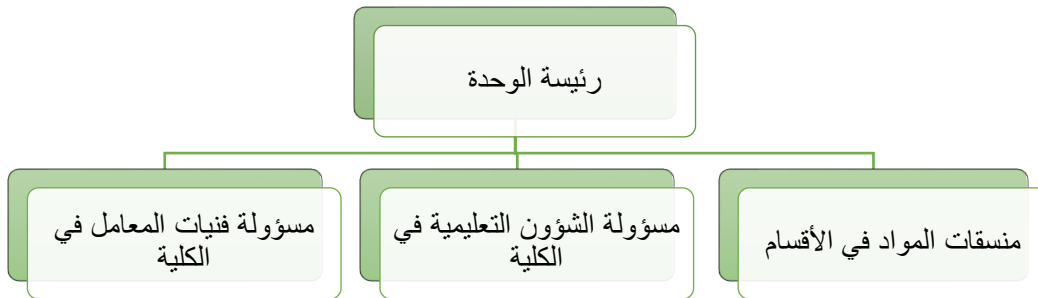 رئيسة الوحدة
منسقات المواد في الأقسام
مسؤولة الشؤون التعليمية في
الكلية
مسؤولة فنيات المعامل في
الكلية